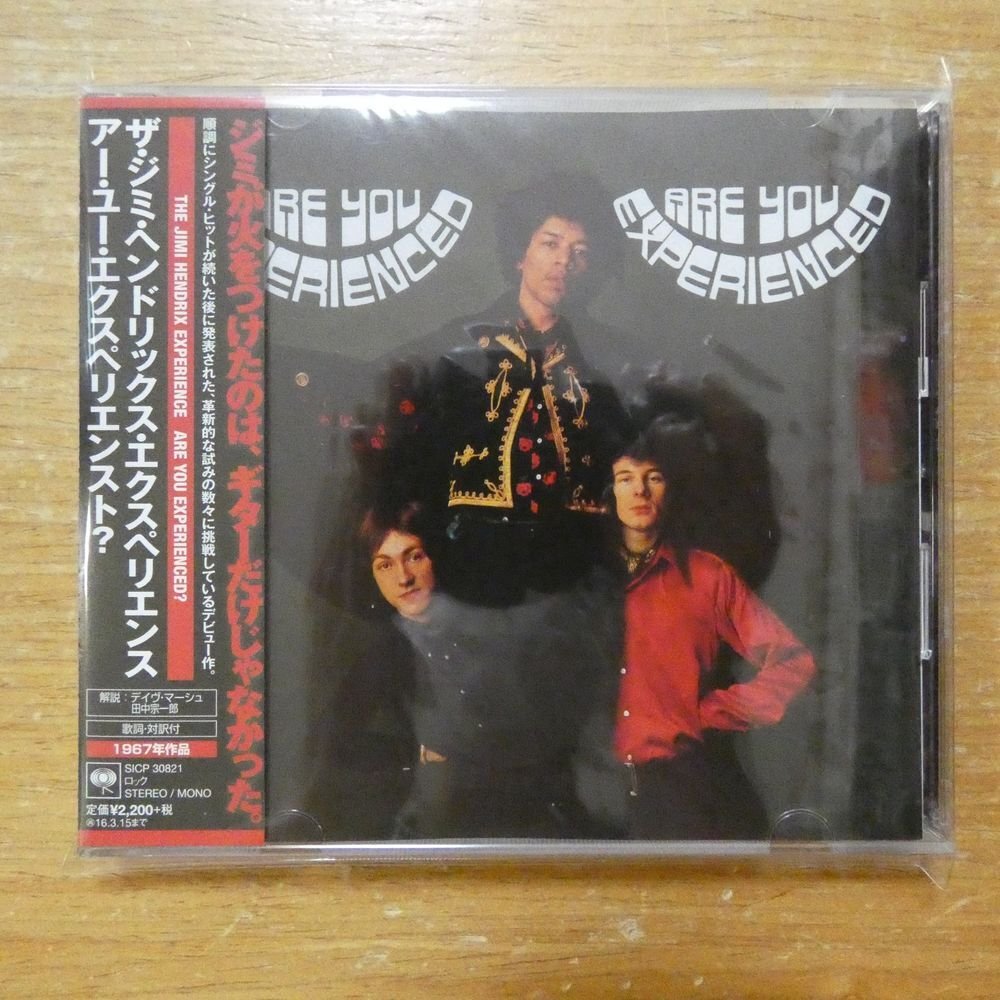 ジミが火をつけたのは、ギターだけじゃなかった。
順調にシングル・ヒットが続いた後に発表された、革新的な試みの数々に挑戦しているデビュー作。
THE JIMI HENDRIX EXPERIENCE ARE YOU EXPERIENCED?
ザ・ジミ・ヘンドリックス・エクスペリエンス
アー・ユー・エクスペリエンスト?
解説:デイヴ・マーシュ
田中宗一郎
歌詞・対訳付
1967年作品
SICP 30821
ロック
STEREO / MONO
定価¥2,200+税
16.3.15まで
ARE YOU
ERIENCED
ARE YOU
EXPERIENCED